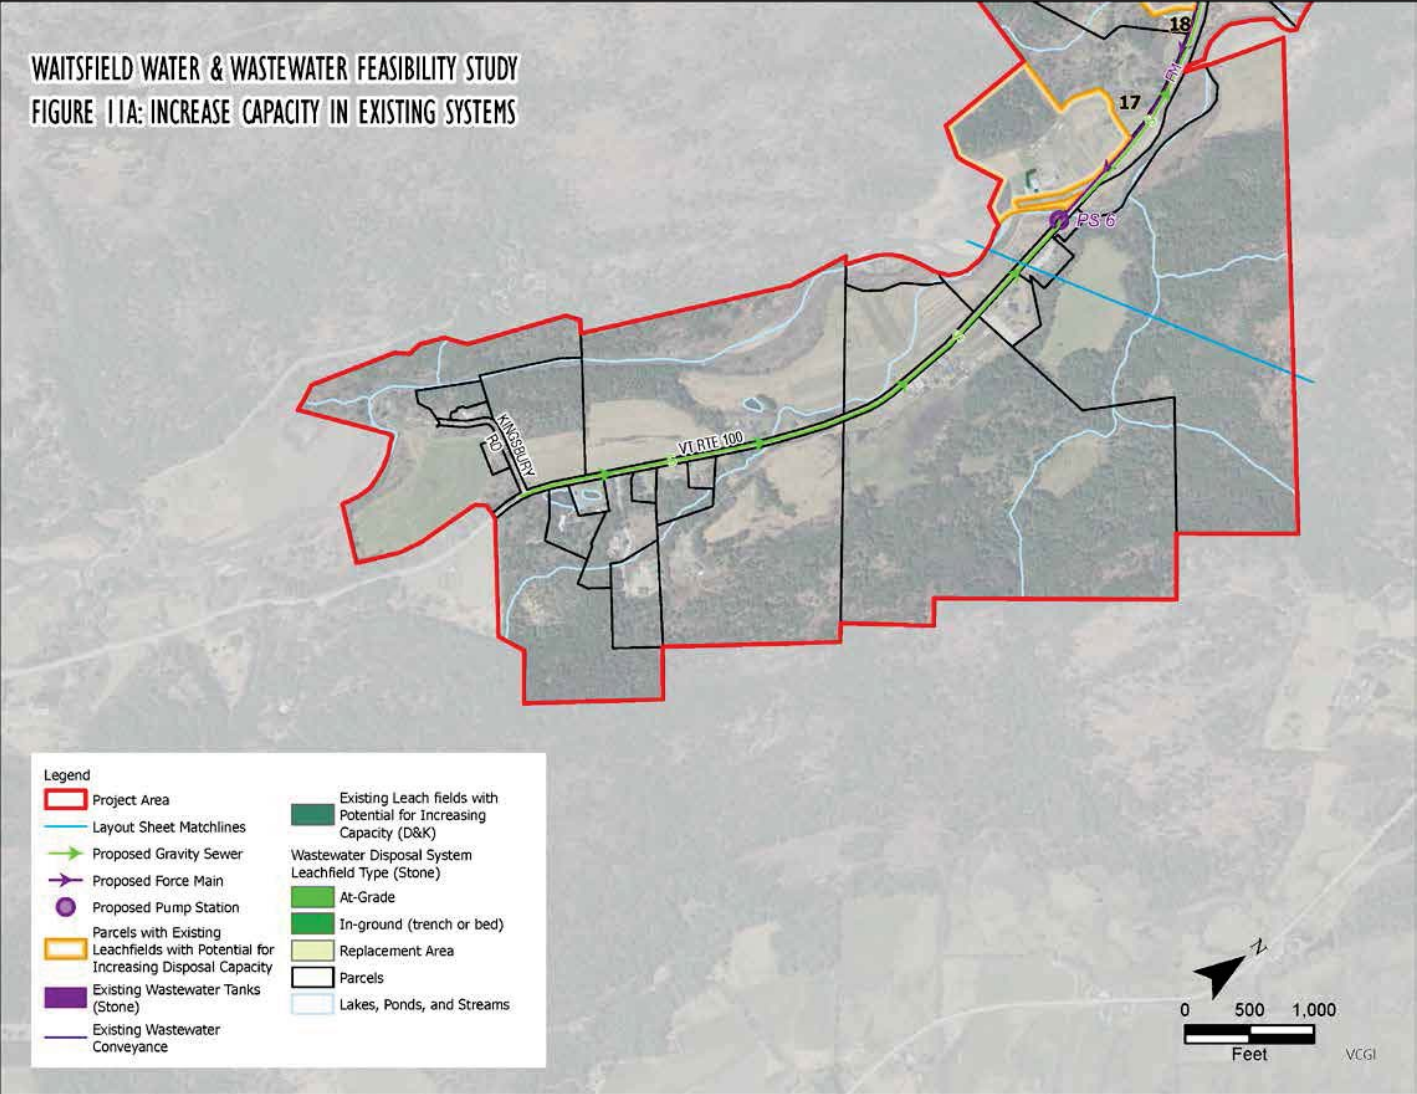 WAITSFIELD WATER & WASTEWATER FEASIBILITY STUDY
FIGURE 11A: INCREASE CAPACITY IN EXISTING SYSTEMS
18
FM
17
PS 6
KINGSBURY
RD
VT RTE 100
Legend
Project Area
Layout Sheet Matchlines
Proposed Gravity Sewer
Proposed Force Main
Proposed Pump Station
Parcels with Existing
Leachfields with Potential for
Increasing Disposal Capacity
Existing Wastewater Tanks
(Stone)
Existing Wastewater
Conveyance
Existing Leach fields with
Potential for Increasing
Capacity (D&K)
Wastewater Disposal System
Leachfield Type (Stone)
At-Grade
In-ground (trench or bed)
Replacement Area
Parcels
Lakes, Ponds, and Streams
N
0 500 1,000
Feet
VCGI